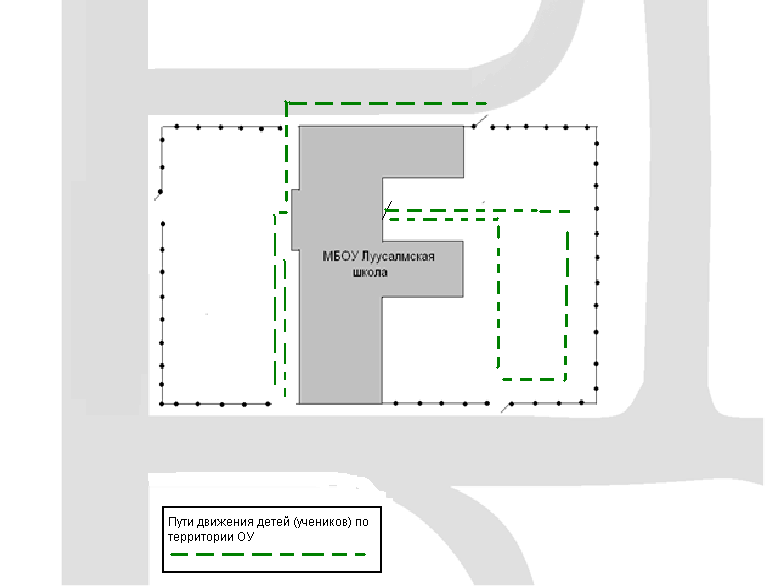 МБОУ Луусалмская
школа
Пути движения детей (учеников) по
территории ОУ